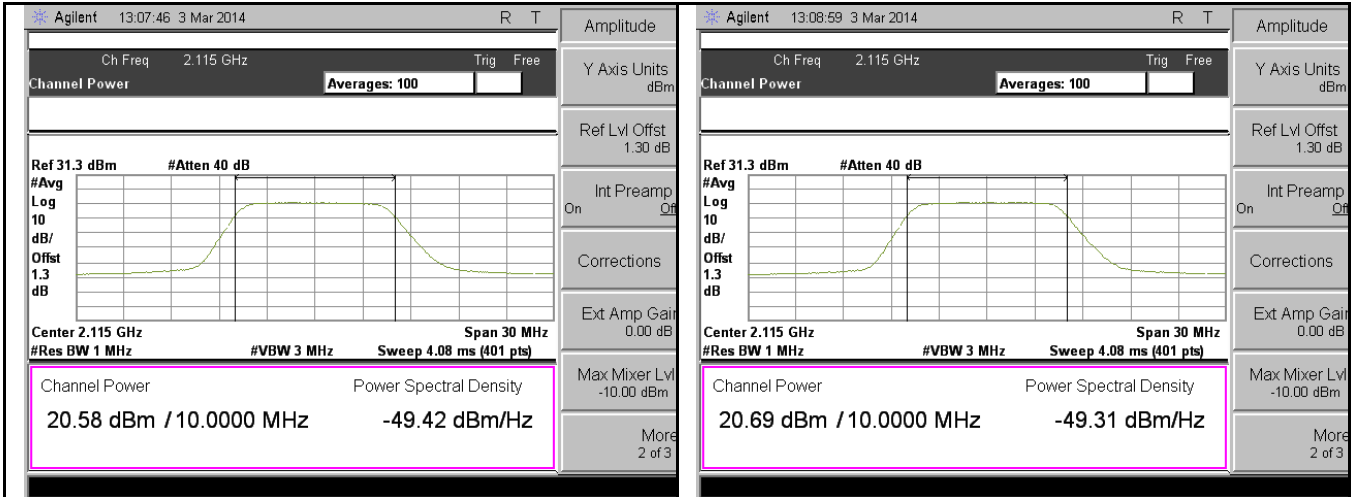 Agilent 13:07:46 3 Mar 2014 R T
Amplitude
Ch Freq 2.115 GHz Trig Free
Channel Power Averages: 100
Y Axis Units
dBm
Ref Lvl Offst
1.30 dB
Ref 31.3 dBm #Atten 40 dB
#Avg
Log
10
dB/
Offst
1.3
dB
Int Preamp
On Off
Corrections
Ext Amp Gain
0.00 dB
Center 2.115 GHz Span 30 MHz
#Res BW 1 MHz #VBW 3 MHz Sweep 4.08 ms (401 pts)
Channel Power Power Spectral Density
20.58 dBm / 10.0000 MHz -49.42 dBm/Hz
Max Mixer Lvl
-10.00 dBm
More
2 of 3
Agilent 13:08:59 3 Mar 2014 R T
Amplitude
Ch Freq 2.115 GHz Trig Free
Channel Power Averages: 100
Y Axis Units
dBm
Ref Lvl Offst
1.30 dB
Ref 31.3 dBm #Atten 40 dB
#Avg
Log
10
dB/
Offst
1.3
dB
Int Preamp
On Off
Corrections
Ext Amp Gain
0.00 dB
Center 2.115 GHz Span 30 MHz
#Res BW 1 MHz #VBW 3 MHz Sweep 4.08 ms (401 pts)
Channel Power Power Spectral Density
20.69 dBm / 10.0000 MHz -49.31 dBm/Hz
Max Mixer Lvl
-10.00 dBm
More
2 of 3